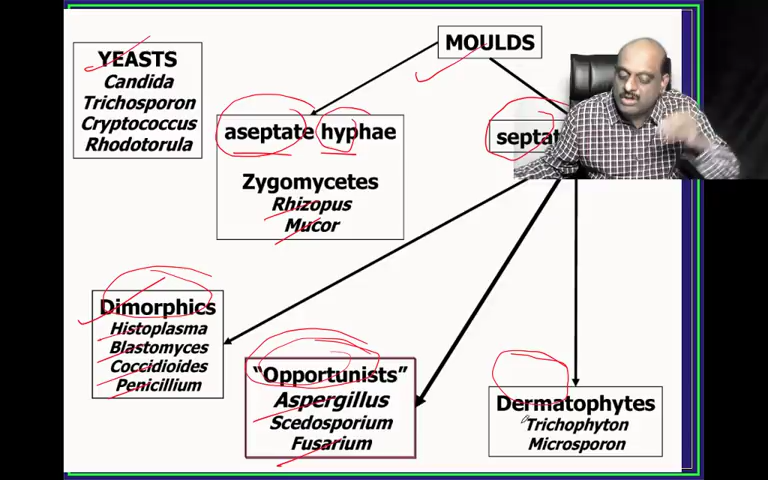 YEASTS
Candida
Trichosporon
Cryptococcus
Rhodotorula
MOULDS
aseptate hyphae
Zygomycetes
Rhizopus
Mucor
Dimorphics
Histoplasma
Blastomyces
Coccidioides
Penicillium
“Opportunists”
Aspergillus
Scedosporium
Fusarium
Dermatophytes
Trichophyton
Microsporon